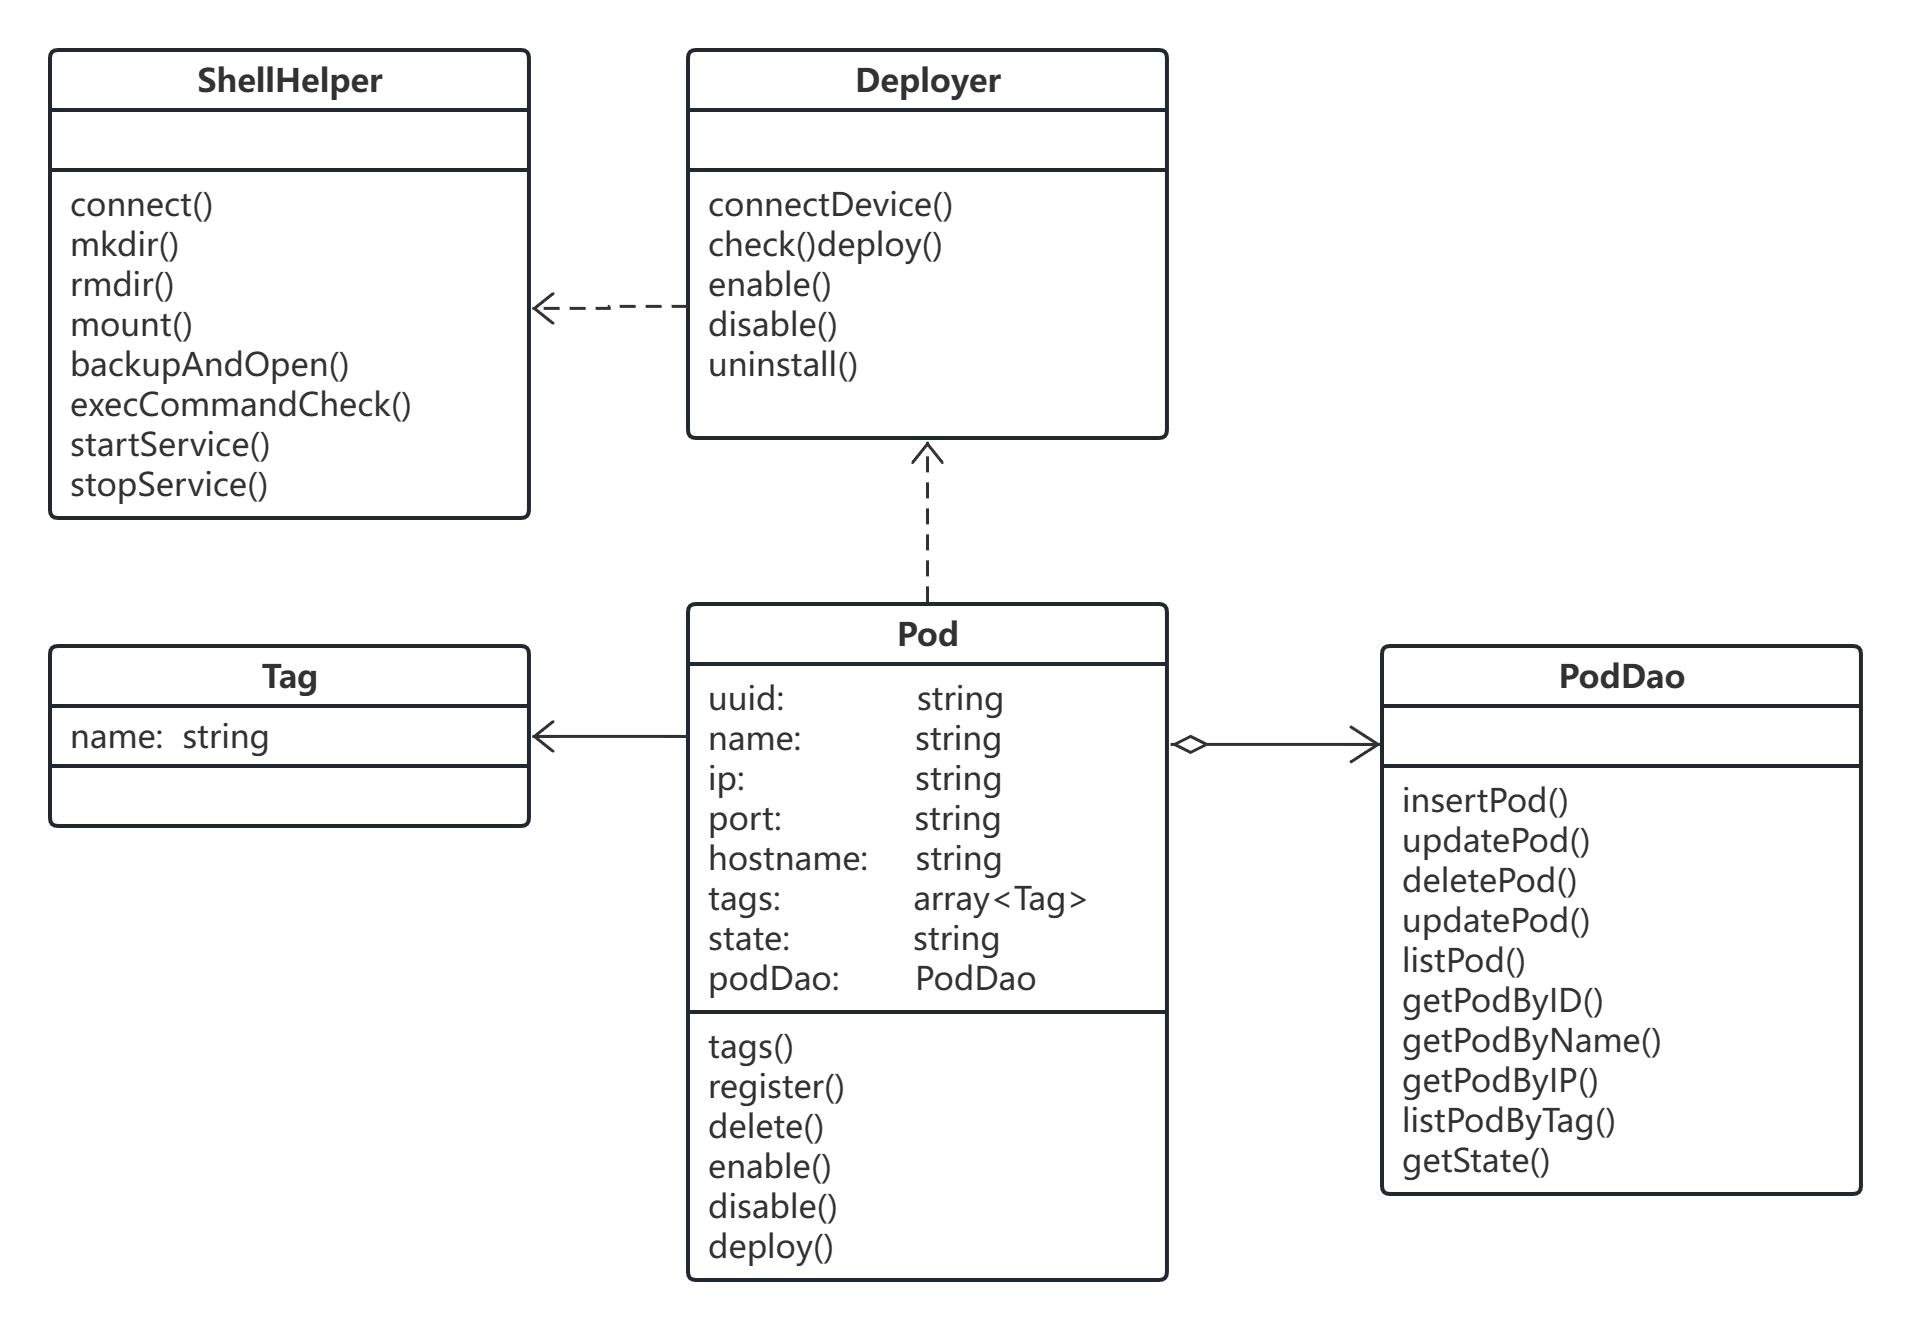 ShellHelper
connect()
mkdir()
rmdir()
mount()
backupAndOpen()
execCommandCheck()
startService()
stopService()
Deployer
connectDevice()
check()deploy()
enable()
disable()
uninstall()
Tag
name: string
Pod
uuid: string
name: string
ip: string
port: string
hostname: string
tags: array<Tag>
state: string
podDao: PodDao
tags()
register()
delete()
enable()
disable()
deploy()
PodDao
insertPod()
updatePod()
deletePod()
updatePod()
listPod()
getPodByID()
getPodByName()
getPodByIP()
listPodByTag()
getState()